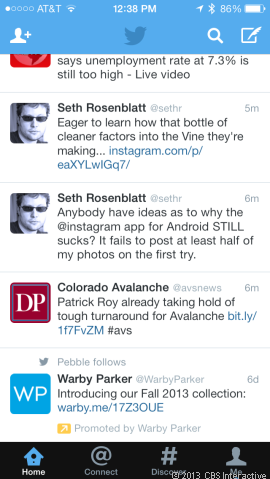 AT&T 12:38 PM 86%
says unemployment rate at 7.3% is
still too high - Live video
Seth Rosenblatt @sethr 5m
Eager to learn how that bottle of
cleaner factors into the Vine they're
making... instagram.com/p/
eaXYLwIGq7/
Seth Rosenblatt @sethr 6m
Anybody have ideas as to why the
@instagram app for Android STILL
sucks? It fails to post at least half of
my photos on the first try.
DP
Colorado Avalanche @avsnews 6m
Patrick Roy already taking hold of
tough turnaround for Avalanche bit.ly/
1f7FvZM #avs
Pebble follows
WP
Warby Parker @WarbyParker 6d
Introducing our Fall 2013 collection:
warby.me/17Z3OUE
Promoted by Warby Parker
Home Connect Discover Me
© 2013 CBS Interactive